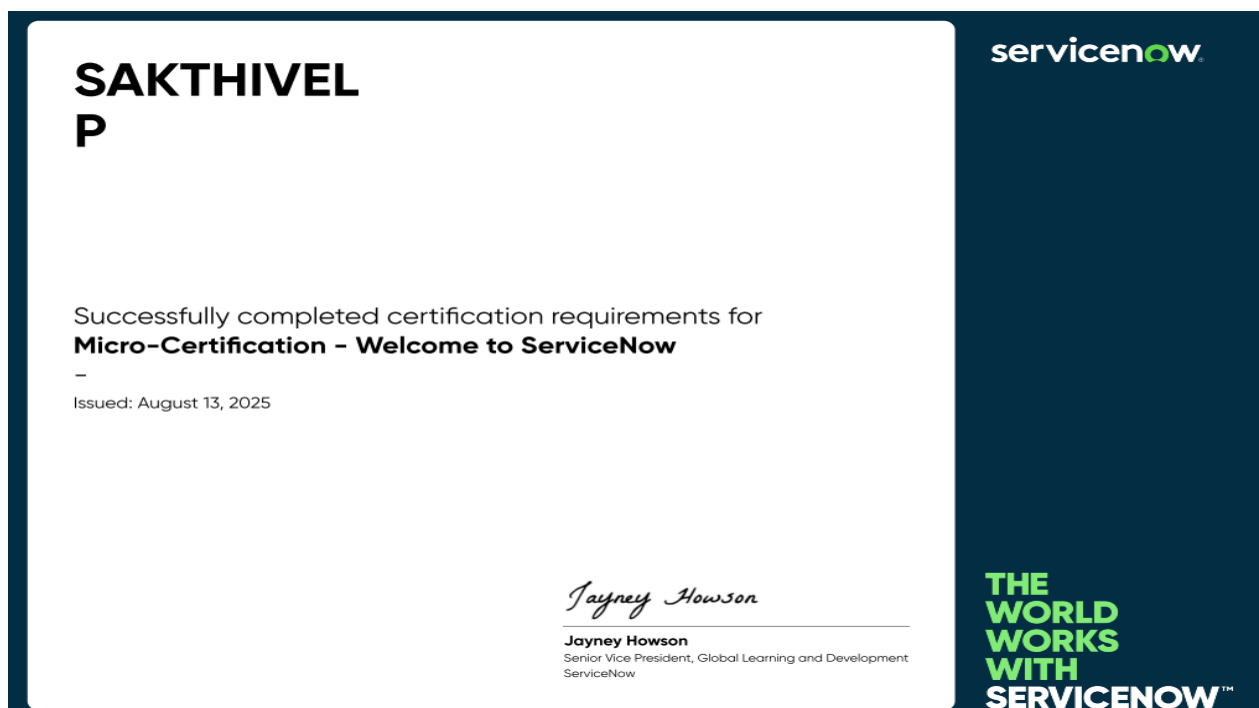 SAKTHIVEL
P
Successfully completed certification requirements for
Micro-Certification - Welcome to ServiceNow
–
Issued: August 13, 2025
Jayney Howson
Jayney Howson
Senior Vice President, Global Learning and Development
ServiceNow
servicenow®
THE
WORLD
WORKS
WITH
SERVICENOW™